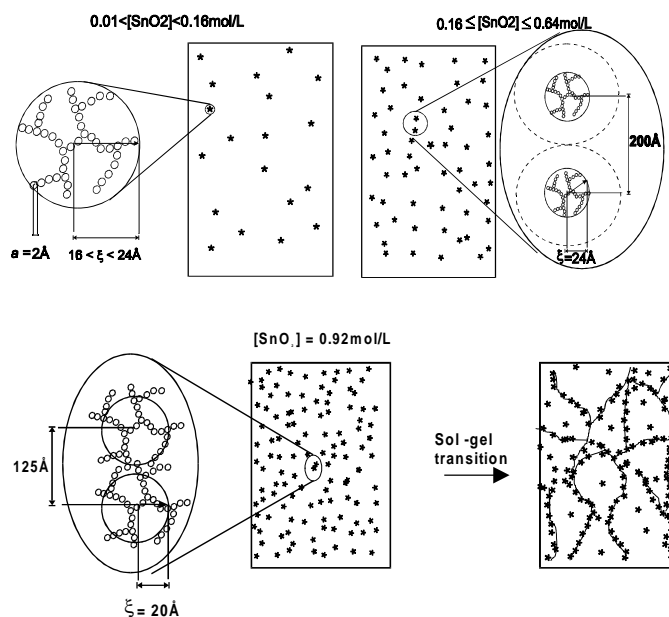 0.01<[SnO2]<0.16mol/L
0.16 ≤ [SnO2] ≤ 0.64mol/L
200Å
a =2Å
16 < ξ < 24Å
ξ=24Å
[SnO₂] = 0.92mol/L
125Å
Sol -gel
transition
ξ = 20Å